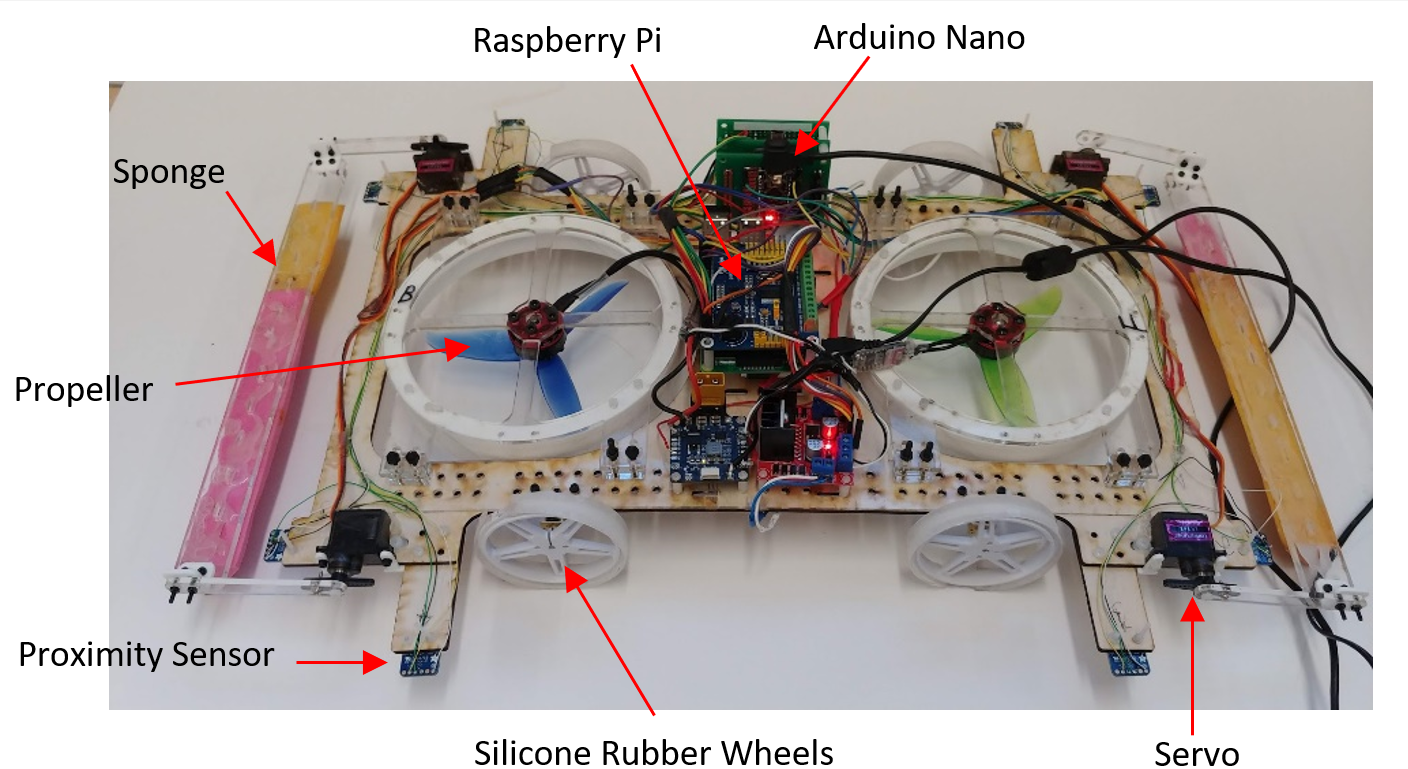 Raspberry Pi
Arduino Nano
Sponge
B
Propeller
Proximity Sensor
Silicone Rubber Wheels
Servo